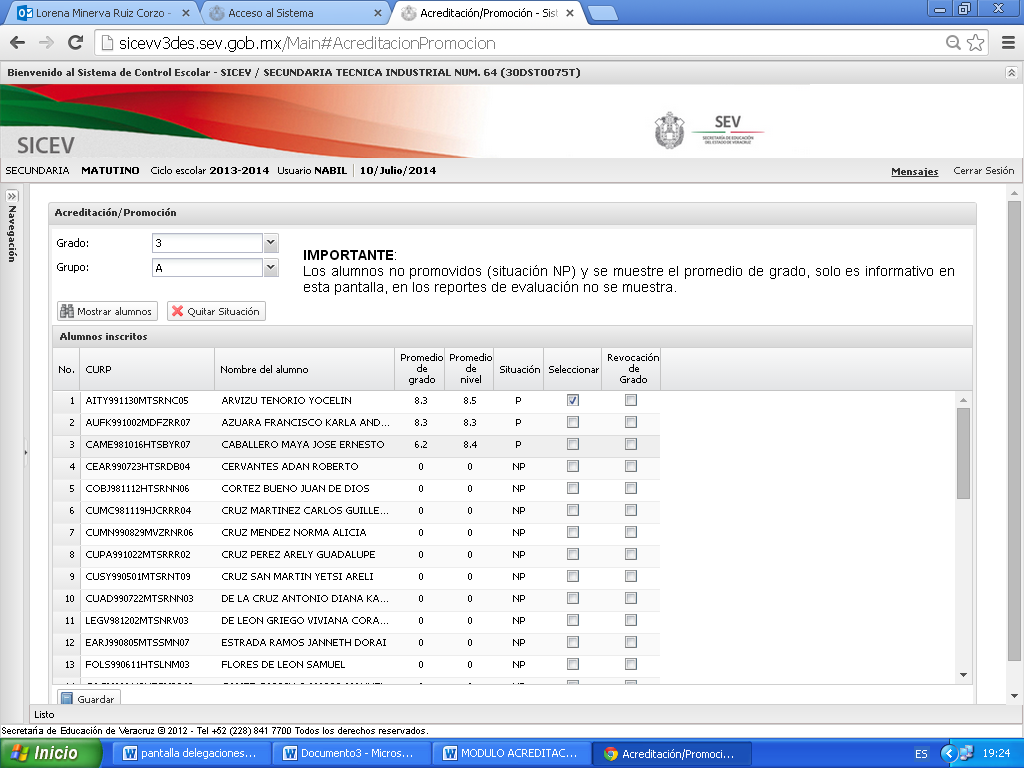 Lorena Minerva Ruiz Corzo - Acceso al Sistema Acreditación/Promoción - Sist
sicevv3des.sev.gob.mx/Main#AcreditacionPromocion
Bienvenido al Sistema de Control Escolar - SICEV / SECUNDARIA TECNICA INDUSTRIAL NUM. 64 (30DST0075T)
SICEV
SEV
SECRETARÍA DE EDUCACIÓN
DEL ESTADO DE VERACRUZ
SECUNDARIA MATUTINO Ciclo escolar 2013-2014 Usuario NABIL 10/Julio/2014 Mensajes Cerrar Sesión
Navegación
Acreditación/Promoción
Grado: 3
Grupo: A
IMPORTANTE:
Los alumnos no promovidos (situación NP) y se muestre el promedio de grado, solo es informativo en
esta pantalla, en los reportes de evaluación no se muestra.
Mostrar alumnos Quitar Situación
Alumnos inscritos
No. CURP Nombre del alumno Promedio de grado Promedio de nivel Situación Seleccionar Revocación de Grado
1 AITY991130MTSRNC05 ARVIZU TENORIO YOCELIN 8.3 8.5 P
2 AUFK991002MDFZRR07 AZUARA FRANCISCO KARLA AND... 8.3 8.3 P
3 CAME981016HTSBYR07 CABALLERO MAYA JOSE ERNESTO 6.2 8.4 P
4 CEAR990723HTSRDB04 CERVANTES ADAN ROBERTO 0 0 NP
5 COBJ981112HTSRNN06 CORTEZ BUENO JUAN DE DIOS 0 0 NP
6 CUMC981119HJCRRR04 CRUZ MARTINEZ CARLOS GUILLE... 0 0 NP
7 CUMN990829MVZRNR06 CRUZ MENDEZ NORMA ALICIA 0 0 NP
8 CUPA991022MTSRRR02 CRUZ PEREZ ARELY GUADALUPE 0 0 NP
9 CUSY990501MTSRNT09 CRUZ SAN MARTIN YETSI ARELI 0 0 NP
10 CUAD990722MTSRNN03 DE LA CRUZ ANTONIO DIANA KA... 0 0 NP
11 LEGV981202MTSNRV03 DE LEON GRIEGO VIVIANA CORA... 0 0 NP
12 EARJ990805MTSSMN07 ESTRADA RAMOS JANNETH DORAI 0 0 NP
13 FOLS990611HTSLNM03 FLORES DE LEON SAMUEL 0 0 NP
Guardar
Listo
Secretaría de Educación de Veracruz © 2012 - Tel +52 (228) 841 7700 Todos los derechos reservados.
Inicio pantalla delegaciones... Documento3 - Micros... MODULO ACREDITAC... Acreditación/Promoci... ES 19:24